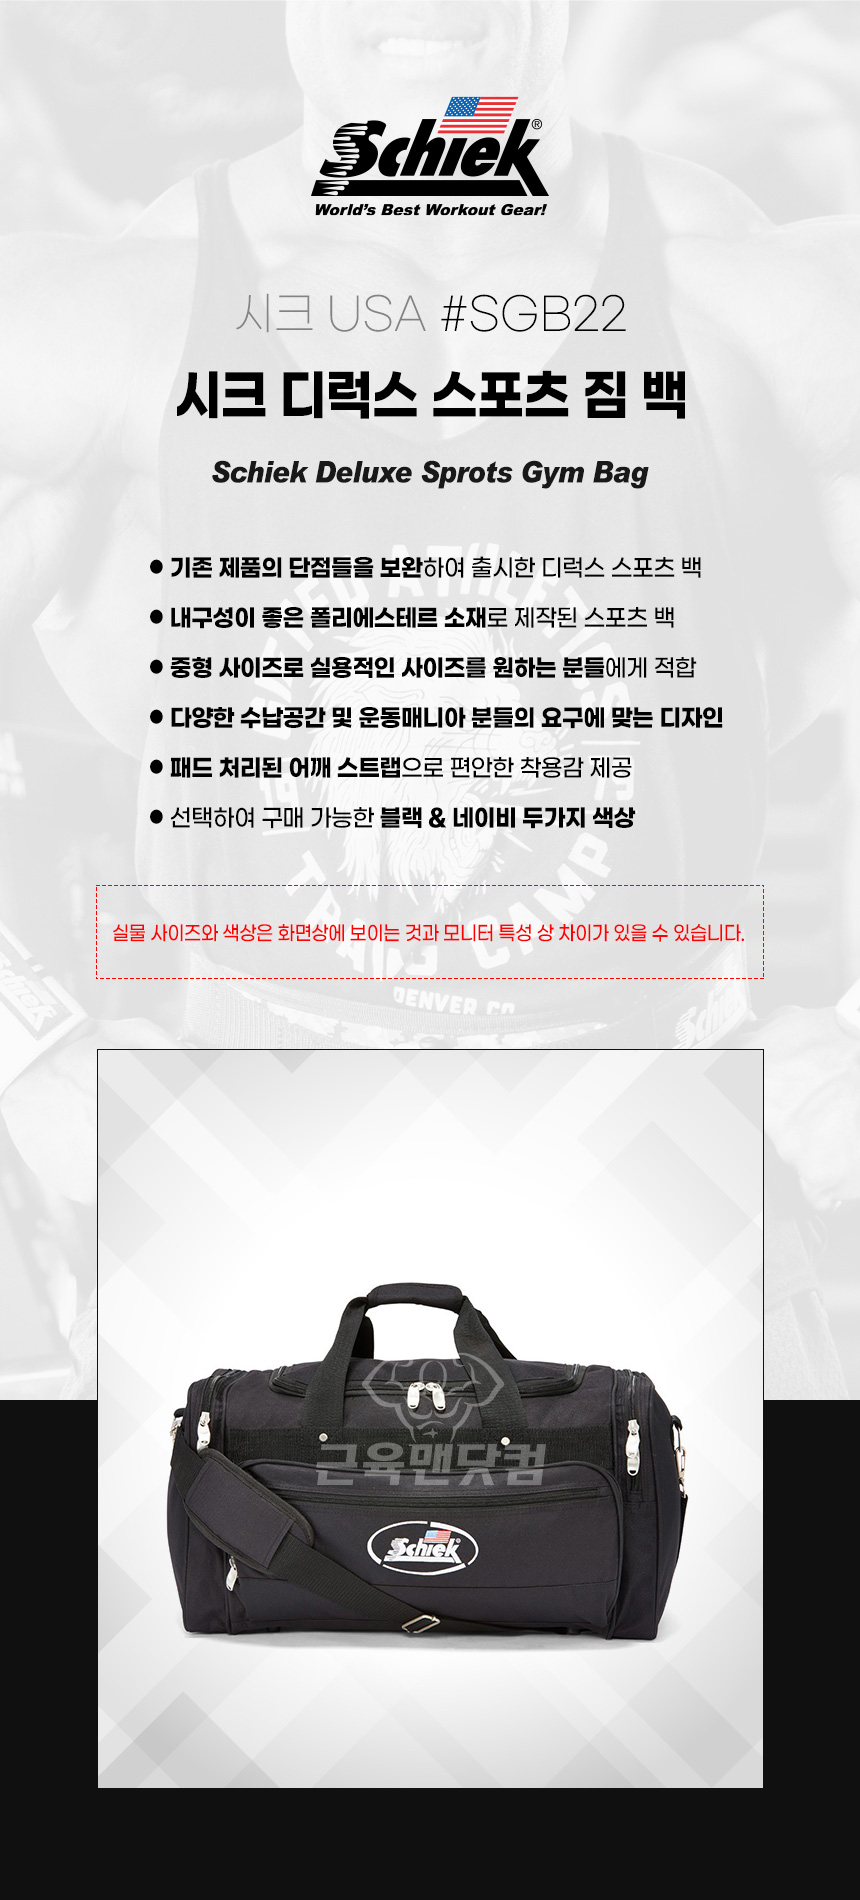 Schiek®
World's Best Workout Gear!
시크 USA #SGB22
시크 디럭스 스포츠 짐 백
Schiek Deluxe Sprots Gym Bag
● 기존 제품의 단점들을 보완하여 출시한 디럭스 스포츠 백
● 내구성이 좋은 폴리에스테르 소재로 제작된 스포츠 백
● 중형 사이즈로 실용적인 사이즈를 원하는 분들에게 적합
● 다양한 수납공간 및 운동매니아 분들의 요구에 맞는 디자인
● 패드 처리된 어깨 스트랩으로 편안한 착용감 제공
● 선택하여 구매 가능한 블랙 & 네이비 두가지 색상
실물 사이즈와 색상은 화면상에 보이는 것과 모니터 특성 상 차이가 있을 수 있습니다.
DENVER CO
Schiek
Schiek
근육맨닷컴
Schiek